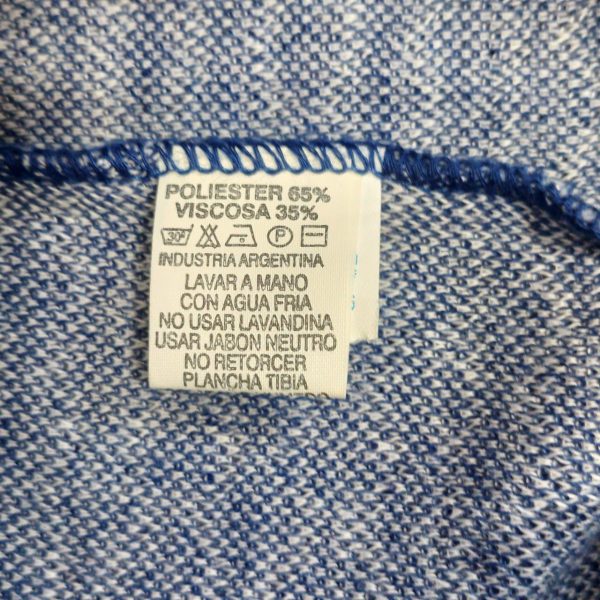 POLIESTER 65%
VISCOSA 35%
30° P
INDUSTRIA ARGENTINA
LAVAR A MANO
CON AGUA FRIA
NO USAR LAVANDINA
USAR JABON NEUTRO
NO RETORCER
PLANCHA TIBIA